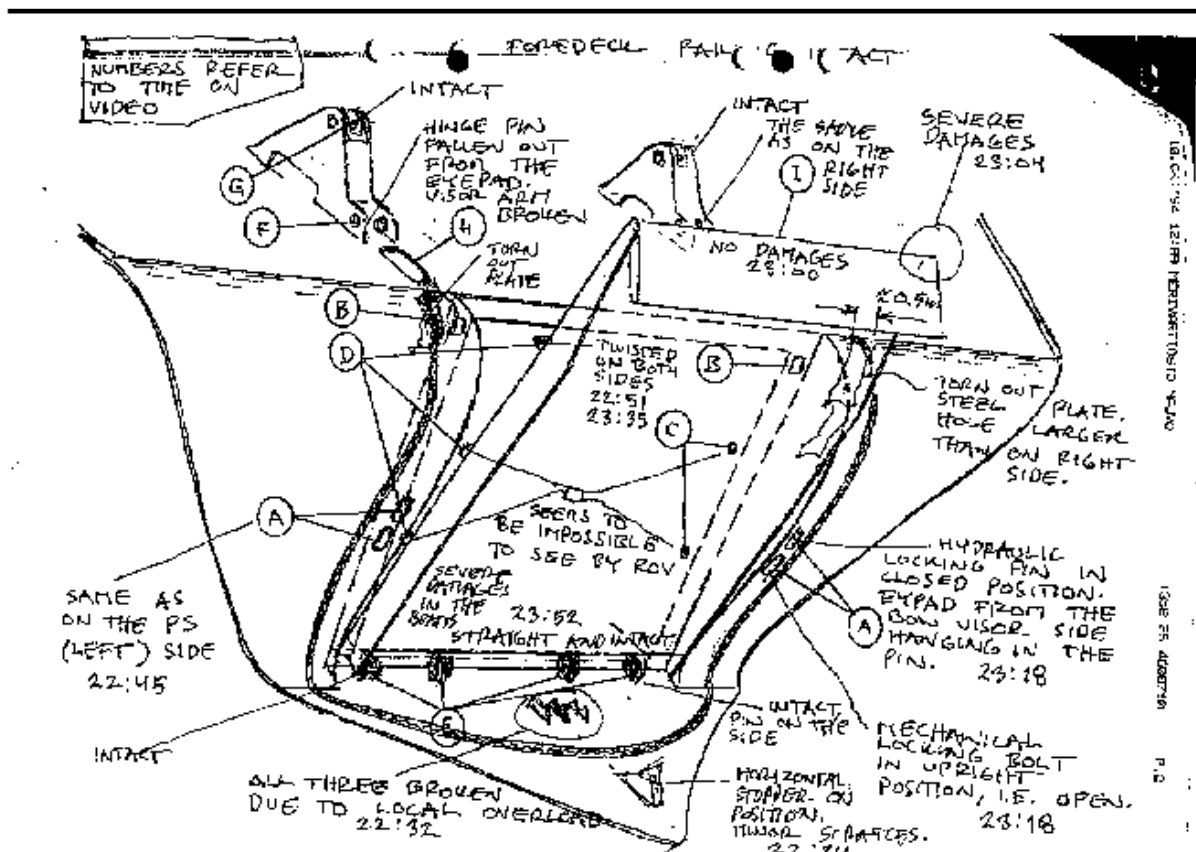 FOREDECK RAIL
ACT
NUMBERS REFER
TO TIME ON
VIDEO
INTACT
HINGE PIN
FALLEN OUT
FROM THE
EYEPAD.
VISOR ARM
BROKEN
INTACT
THE SAME
AS ON THE
RIGHT
SIDE
SEVERE
DAMAGES
23:04
G
F
H
I
NO DAMAGES
23:00
TORN
OUT
PLATE
B
D
TWISTED
ON BOTH
SIDES
22:51
23:35
B
C
TORN OUT
STEEL PLATE.
HOLE LARGER
THAN ON RIGHT
SIDE.
A
SEEMS TO
BE IMPOSSIBLE
TO SEE BY ROV
SEVERE
DAMAGES
IN THE
23:52
STRAIGHT AND INTACT
HYDRAULIC
LOCKING PIN IN
CLOSED POSITION.
EYPAD FROM THE
BOW VISOR SIDE
HANGING IN THE
PIN. 23:18
A
SAME AS
ON THE PS
(LEFT) SIDE
22:45
E
INTACT
INTACT
PIN ON THE
SIDE
MECHANICAL
LOCKING BOLT
IN UPRIGHT
POSITION, I.E. OPEN.
23:18
ALL THREE BROKEN
DUE TO LOCAL OVERLOAD
22:32
HORIZONTAL
STOPPER ON
POSITION.
MINOR SCRATCHES.